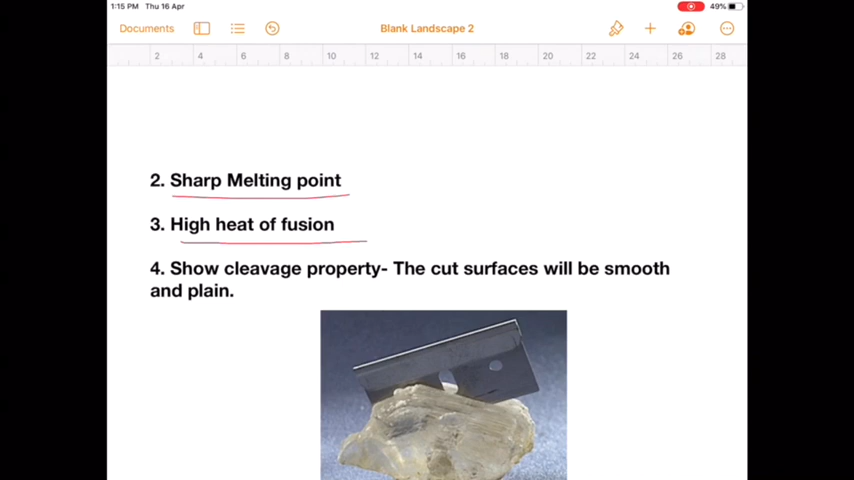 1:15 PM Thu 16 Apr
49%
Documents
Blank Landscape 2
2 4 6 8 10 12 14 16 18 20 22 24 26 28
2. Sharp Melting point
3. High heat of fusion
4. Show cleavage property- The cut surfaces will be smooth
and plain.